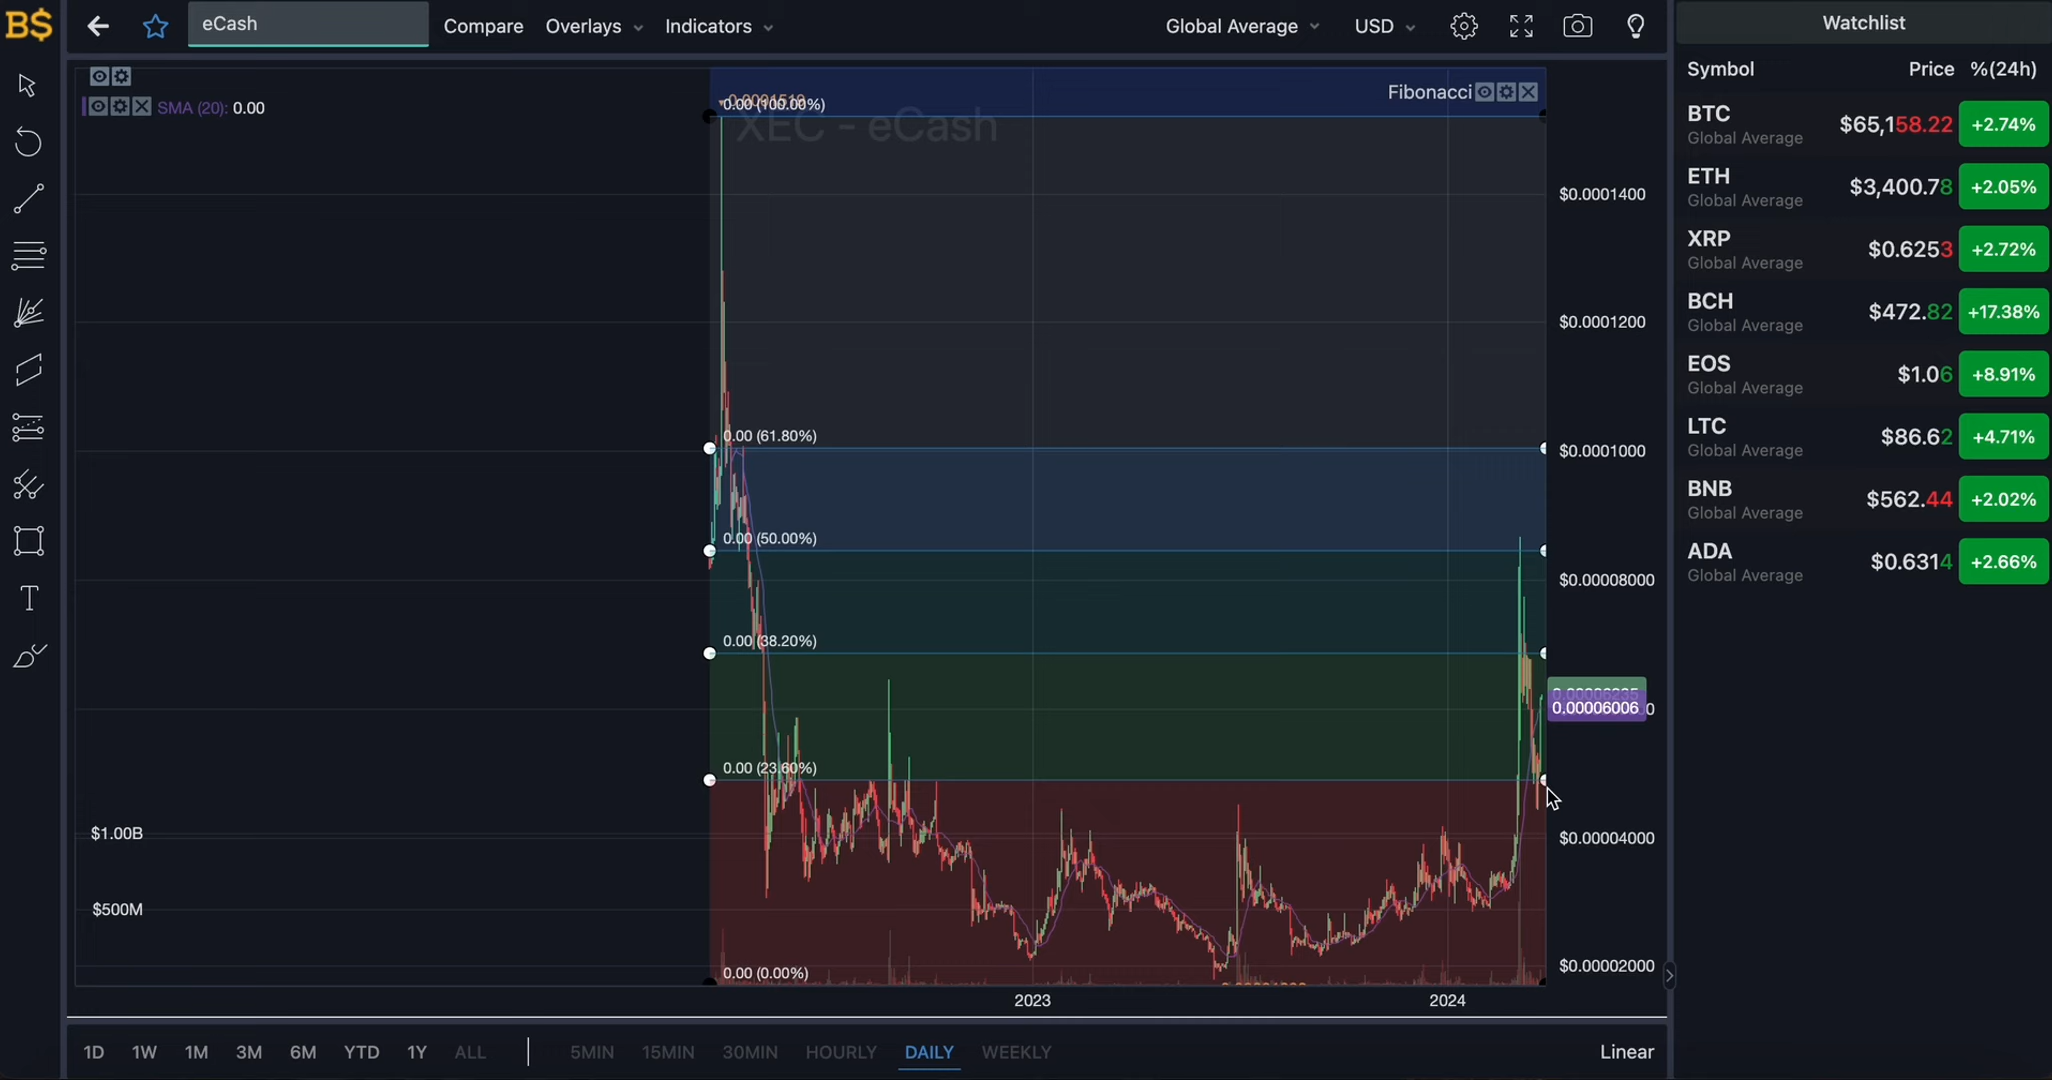 B$
eCash
Compare
Overlays
Indicators
Global Average
USD
Watchlist
Symbol Price %(24h)
BTC $65,158.22 +2.74%
Global Average
ETH $3,400.78 +2.05%
Global Average
XRP $0.6253 +2.72%
Global Average
BCH $472.82 +17.38%
Global Average
EOS $1.06 +8.91%
Global Average
LTC $86.62 +4.71%
Global Average
BNB $562.44 +2.02%
Global Average
ADA $0.6314 +2.66%
Global Average
SMA (20): 0.00
Fibonacci
0.00 (100.00%)
XEC - eCash
$0.0001400
$0.0001200
0.00 (61.80%)
$0.0001000
0.00 (50.00%)
$0.00008000
0.00 (38.20%)
0.00006235
0.00006006
0.00 (23.60%)
$1.00B
$0.00004000
$500M
0.00 (0.00%)
$0.00002000
2023
2024
1D
1W
1M
3M
6M
YTD
1Y
ALL
5MIN
15MIN
30MIN
HOURLY
DAILY
WEEKLY
Linear
T